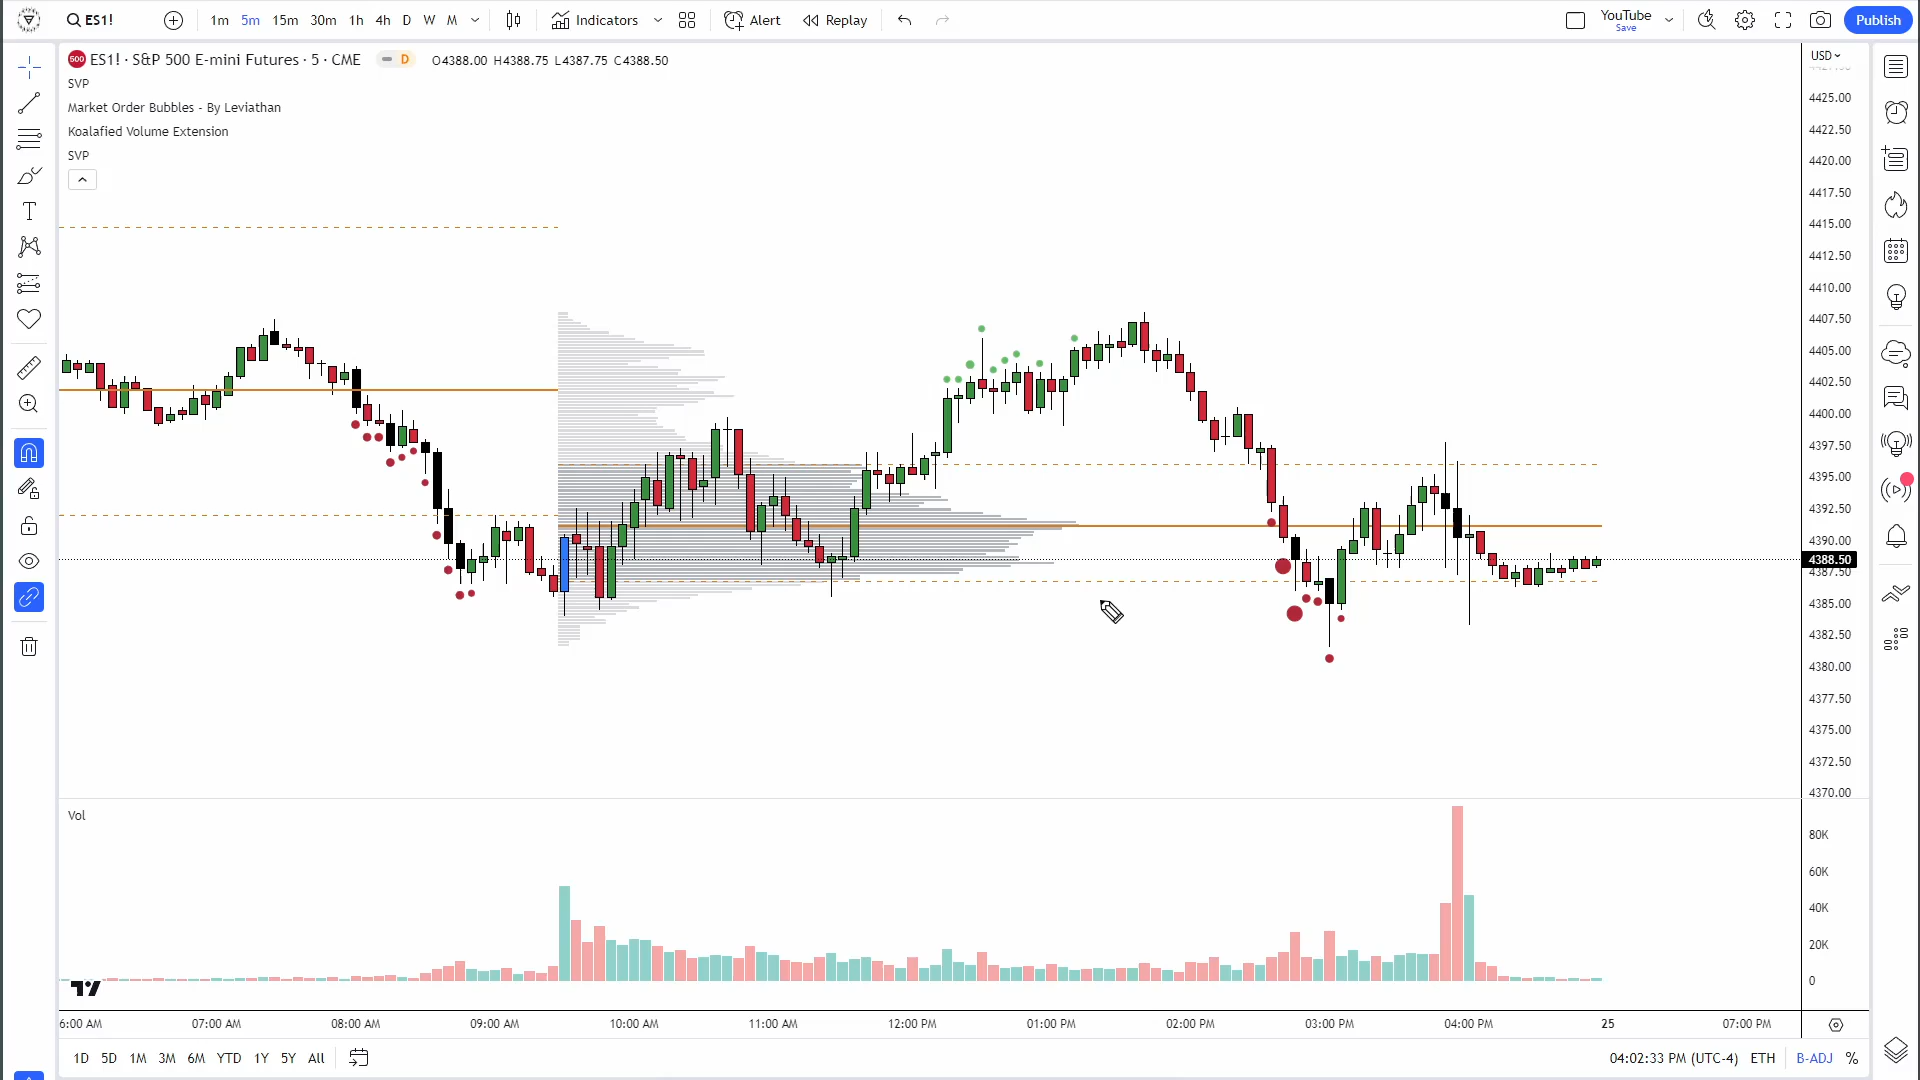 ES1! 1m 5m 15m 30m 1h 4h D W M Indicators Alert Replay YouTube Save Publish
500 ES1! · S&P 500 E-mini Futures · 5 · CME D O4388.00 H4388.75 L4387.75 C4388.50
SVP
Market Order Bubbles - By Leviathan
Koalafied Volume Extension
SVP
USD
4425.00
4422.50
4420.00
4417.50
4415.00
4412.50
4410.00
4407.50
4405.00
4402.50
4400.00
4397.50
4395.00
4392.50
4390.00
4388.50
4387.50
4385.00
4382.50
4380.00
4377.50
4375.00
4372.50
4370.00
Vol
80K
60K
40K
20K
0
6:00 AM 07:00 AM 08:00 AM 09:00 AM 10:00 AM 11:00 AM 12:00 PM 01:00 PM 02:00 PM 03:00 PM 04:00 PM 25 07:00 PM
1D 5D 1M 3M 6M YTD 1Y 5Y All 04:02:33 PM (UTC-4) ETH B-ADJ %